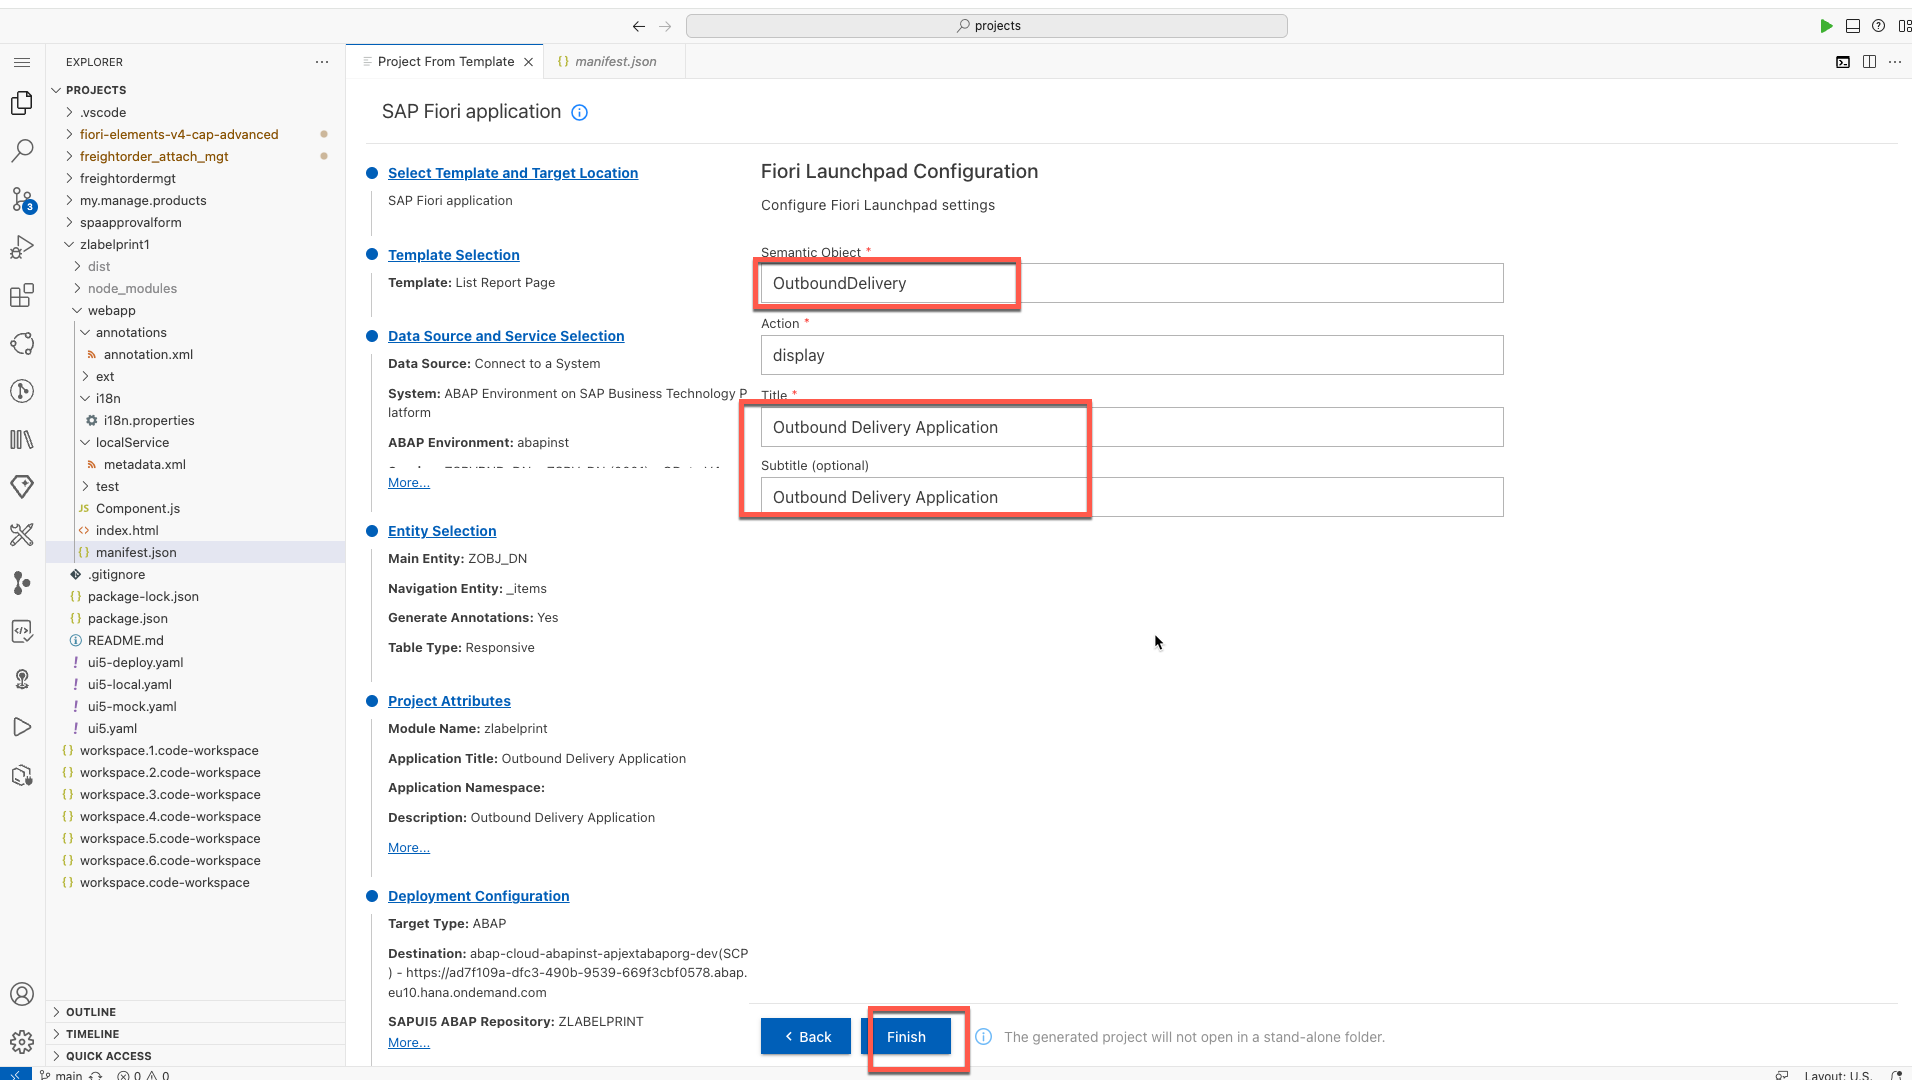 projects
EXPLORER
Project From Template
{} manifest.json
PROJECTS
.vscode
fiori-elements-v4-cap-advanced
freightorder_attach_mgt
freightordermgt
my.manage.products
spaapprovalform
zlabelprint1
dist
node_modules
webapp
annotations
annotation.xml
ext
i18n
i18n.properties
localService
metadata.xml
test
JS Component.js
<> index.html
{} manifest.json
.gitignore
{} package-lock.json
{} package.json
README.md
! ui5-deploy.yaml
! ui5-local.yaml
! ui5-mock.yaml
! ui5.yaml
{} workspace.1.code-workspace
{} workspace.2.code-workspace
{} workspace.3.code-workspace
{} workspace.4.code-workspace
{} workspace.5.code-workspace
{} workspace.6.code-workspace
{} workspace.code-workspace
OUTLINE
TIMELINE
QUICK ACCESS
3
SAP Fiori application
Select Template and Target Location
SAP Fiori application
Template Selection
Template: List Report Page
Data Source and Service Selection
Data Source: Connect to a System
System: ABAP Environment on SAP Business Technology P
latform
ABAP Environment: abapinst
More...
Entity Selection
Main Entity: ZOBJ_DN
Navigation Entity: _items
Generate Annotations: Yes
Table Type: Responsive
Project Attributes
Module Name: zlabelprint
Application Title: Outbound Delivery Application
Application Namespace:
Description: Outbound Delivery Application
More...
Deployment Configuration
Target Type: ABAP
Destination: abap-cloud-abapinst-apjextabaporg-dev(SCP
) - https://ad7f109a-dfc3-490b-9539-669f3cbf0578.abap.
eu10.hana.ondemand.com
SAPUI5 ABAP Repository: ZLABELPRINT
More...
Fiori Launchpad Configuration
Configure Fiori Launchpad settings
Semantic Object *
OutboundDelivery
Action *
display
Title *
Outbound Delivery Application
Subtitle (optional)
Outbound Delivery Application
Back
Finish
The generated project will not open in a stand-alone folder.
main
0
0
Layout: U.S.